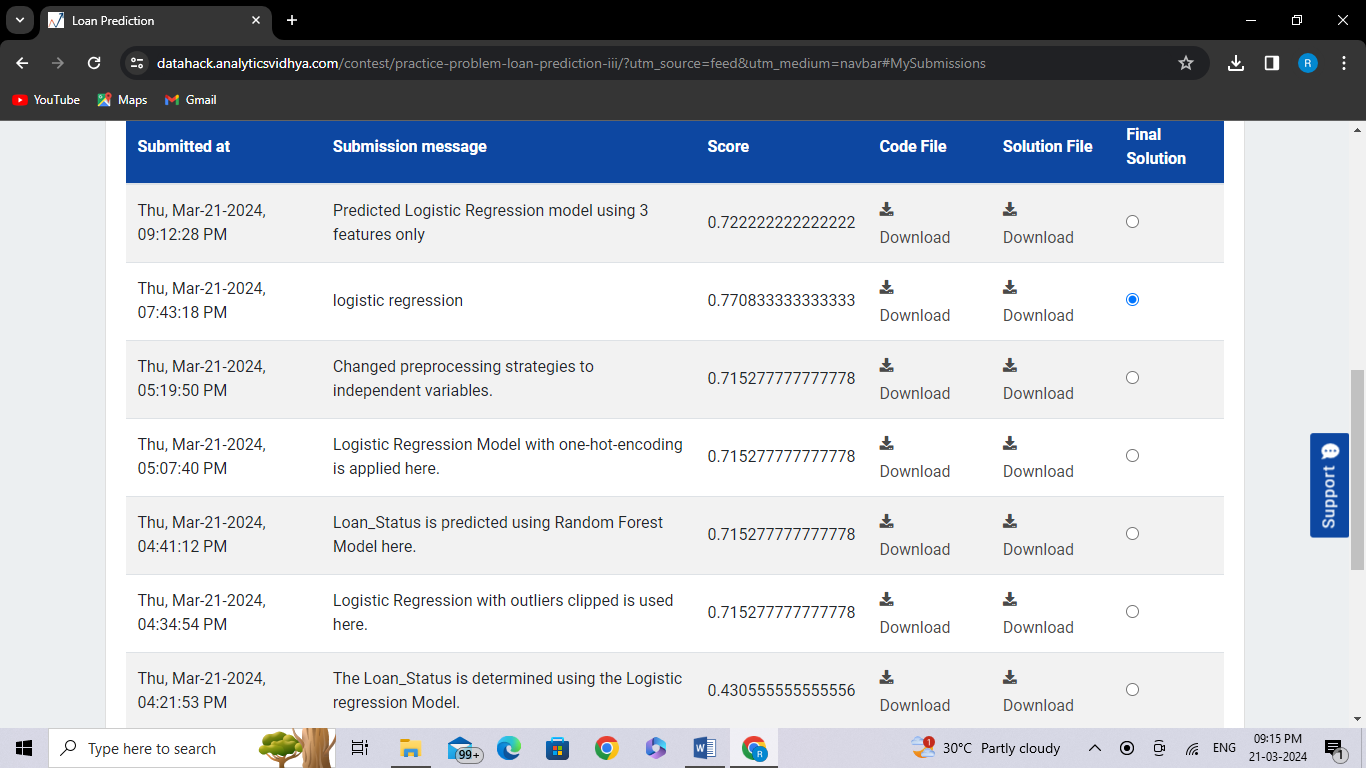 Loan Prediction
datahack.analyticsvidhya.com/contest/practice-problem-loan-prediction-iii/?utm_source=feed&utm_medium=navbar#MySubmissions
R
YouTube Maps Gmail
Submitted at Submission message Score Code File Solution File Final
Solution
Thu, Mar-21-2024,
09:12:28 PM
Predicted Logistic Regression model using 3
features only
0.722222222222222
Download
Download
Thu, Mar-21-2024,
07:43:18 PM
logistic regression
0.770833333333333
Download
Download
Thu, Mar-21-2024,
05:19:50 PM
Changed preprocessing strategies to
independent variables.
0.715277777777778
Download
Download
Thu, Mar-21-2024,
05:07:40 PM
Logistic Regression Model with one-hot-encoding
is applied here.
0.715277777777778
Download
Download
Thu, Mar-21-2024,
04:41:12 PM
Loan_Status is predicted using Random Forest
Model here.
0.715277777777778
Download
Download
Thu, Mar-21-2024,
04:34:54 PM
Logistic Regression with outliers clipped is used
here.
0.715277777777778
Download
Download
Thu, Mar-21-2024,
04:21:53 PM
The Loan_Status is determined using the Logistic
regression Model.
0.430555555555556
Download
Download
Support
Type here to search
99+
W
R
1
30°C Partly cloudy
ENG
09:15 PM
21-03-2024
1